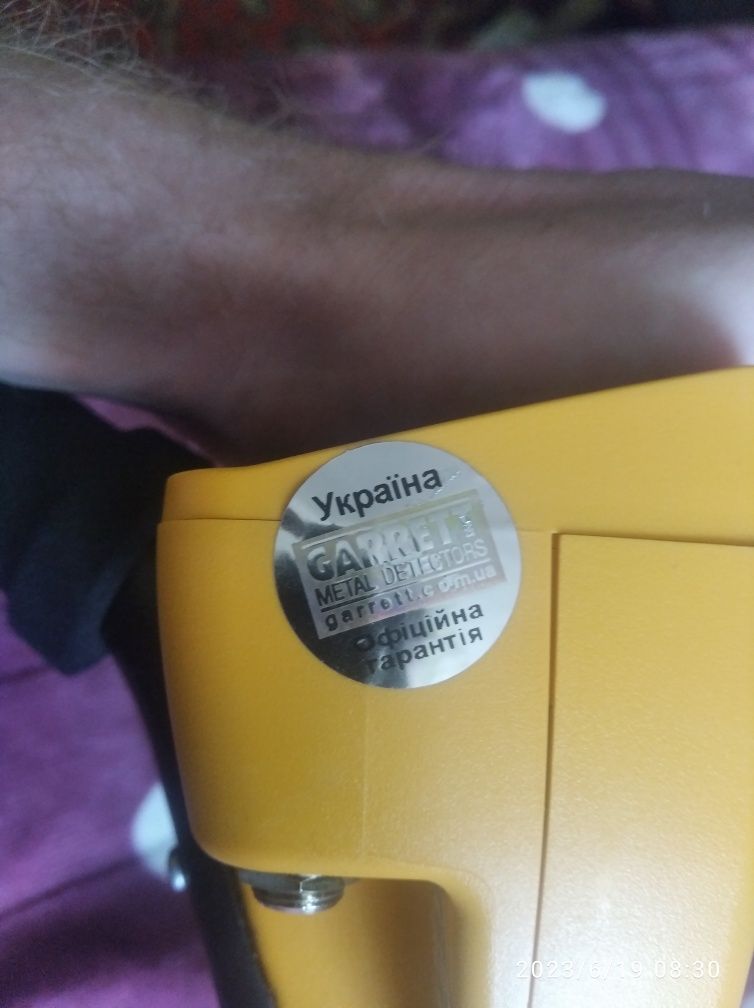 Україна
GARRETT
METAL DETECTORS
garrett.com.ua
Офіційна
гарантія
2023/6/19 08:30